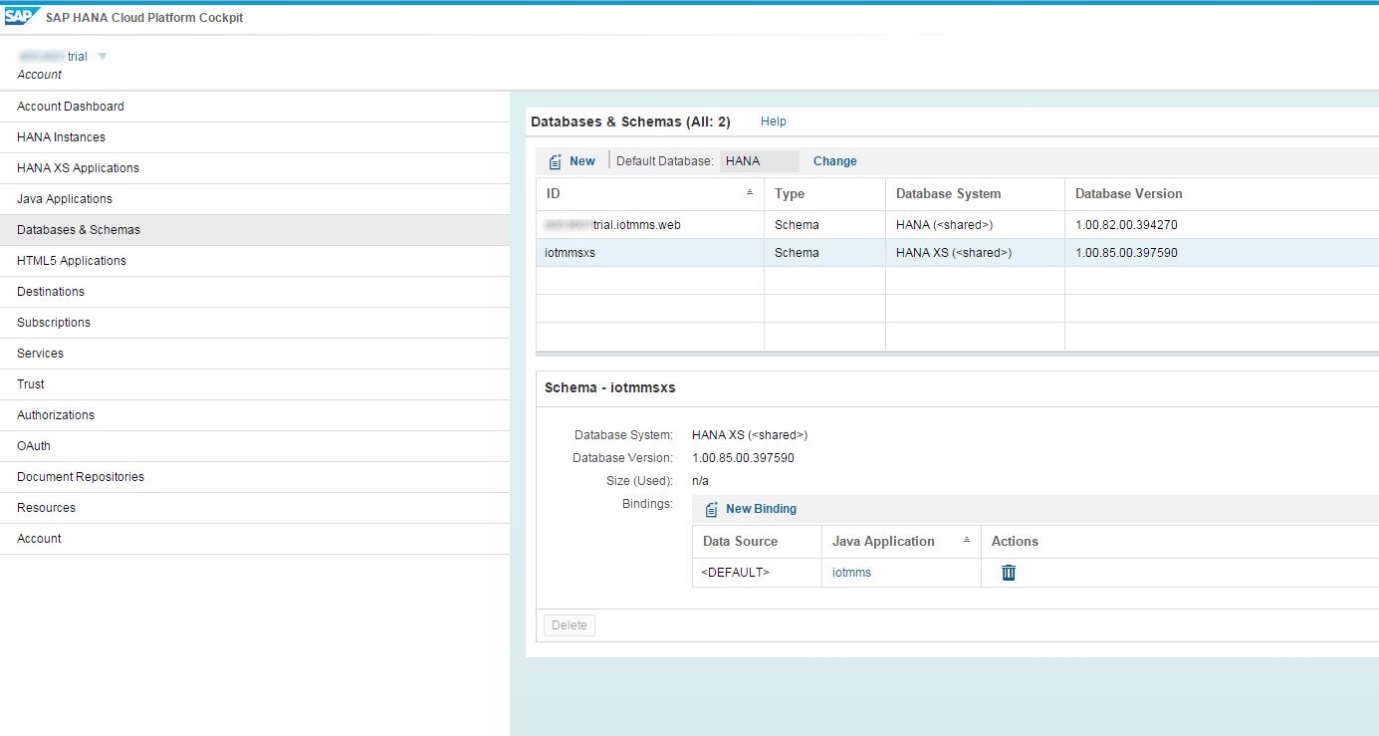 SAP SAP HANA Cloud Platform Cockpit
trial
Account
Account Dashboard
HANA Instances
HANA XS Applications
Java Applications
Databases & Schemas
HTML5 Applications
Destinations
Subscriptions
Services
Trust
Authorizations
OAuth
Document Repositories
Resources
Account
Databases & Schemas (All: 2) Help
New Default Database: HANA Change
ID Type Database System Database Version
trial.iotmms.web Schema HANA (<shared>) 1.00.82.00.394270
iotmmsxs Schema HANA XS (<shared>) 1.00.85.00.397590
Schema - iotmmsxs
Database System: HANA XS (<shared>)
Database Version: 1.00.85.00.397590
Size (Used): n/a
Bindings: New Binding
Data Source Java Application Actions
<DEFAULT> iotmms
Delete